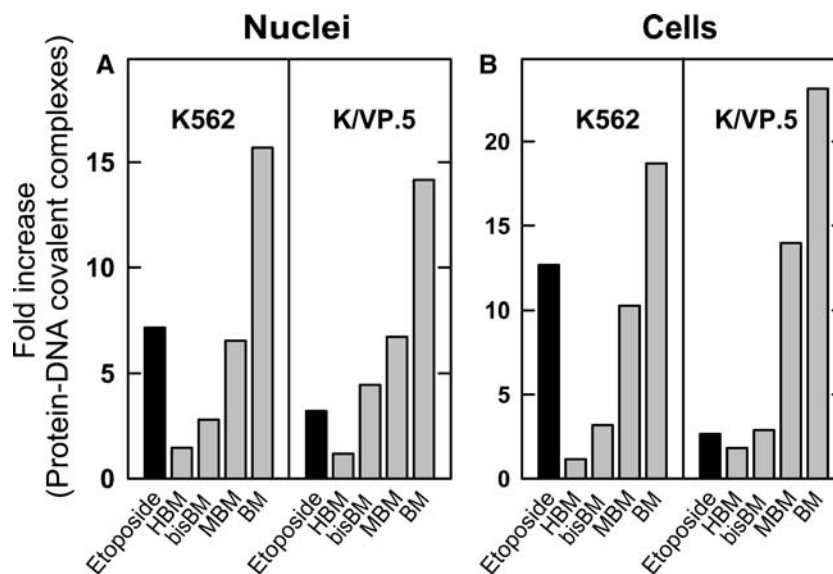 Nuclei
Cells
A
K562
K/VP.5
B
K562
K/VP.5
Fold increase
(Protein-DNA covalent complexes)
15
10
5
0
20
15
10
5
0
Etoposide
HBM
bisBM
MBM
BM
Etoposide
HBM
bisBM
MBM
BM
Etoposide
HBM
bisBM
MBM
BM
Etoposide
HBM
bisBM
MBM
BM